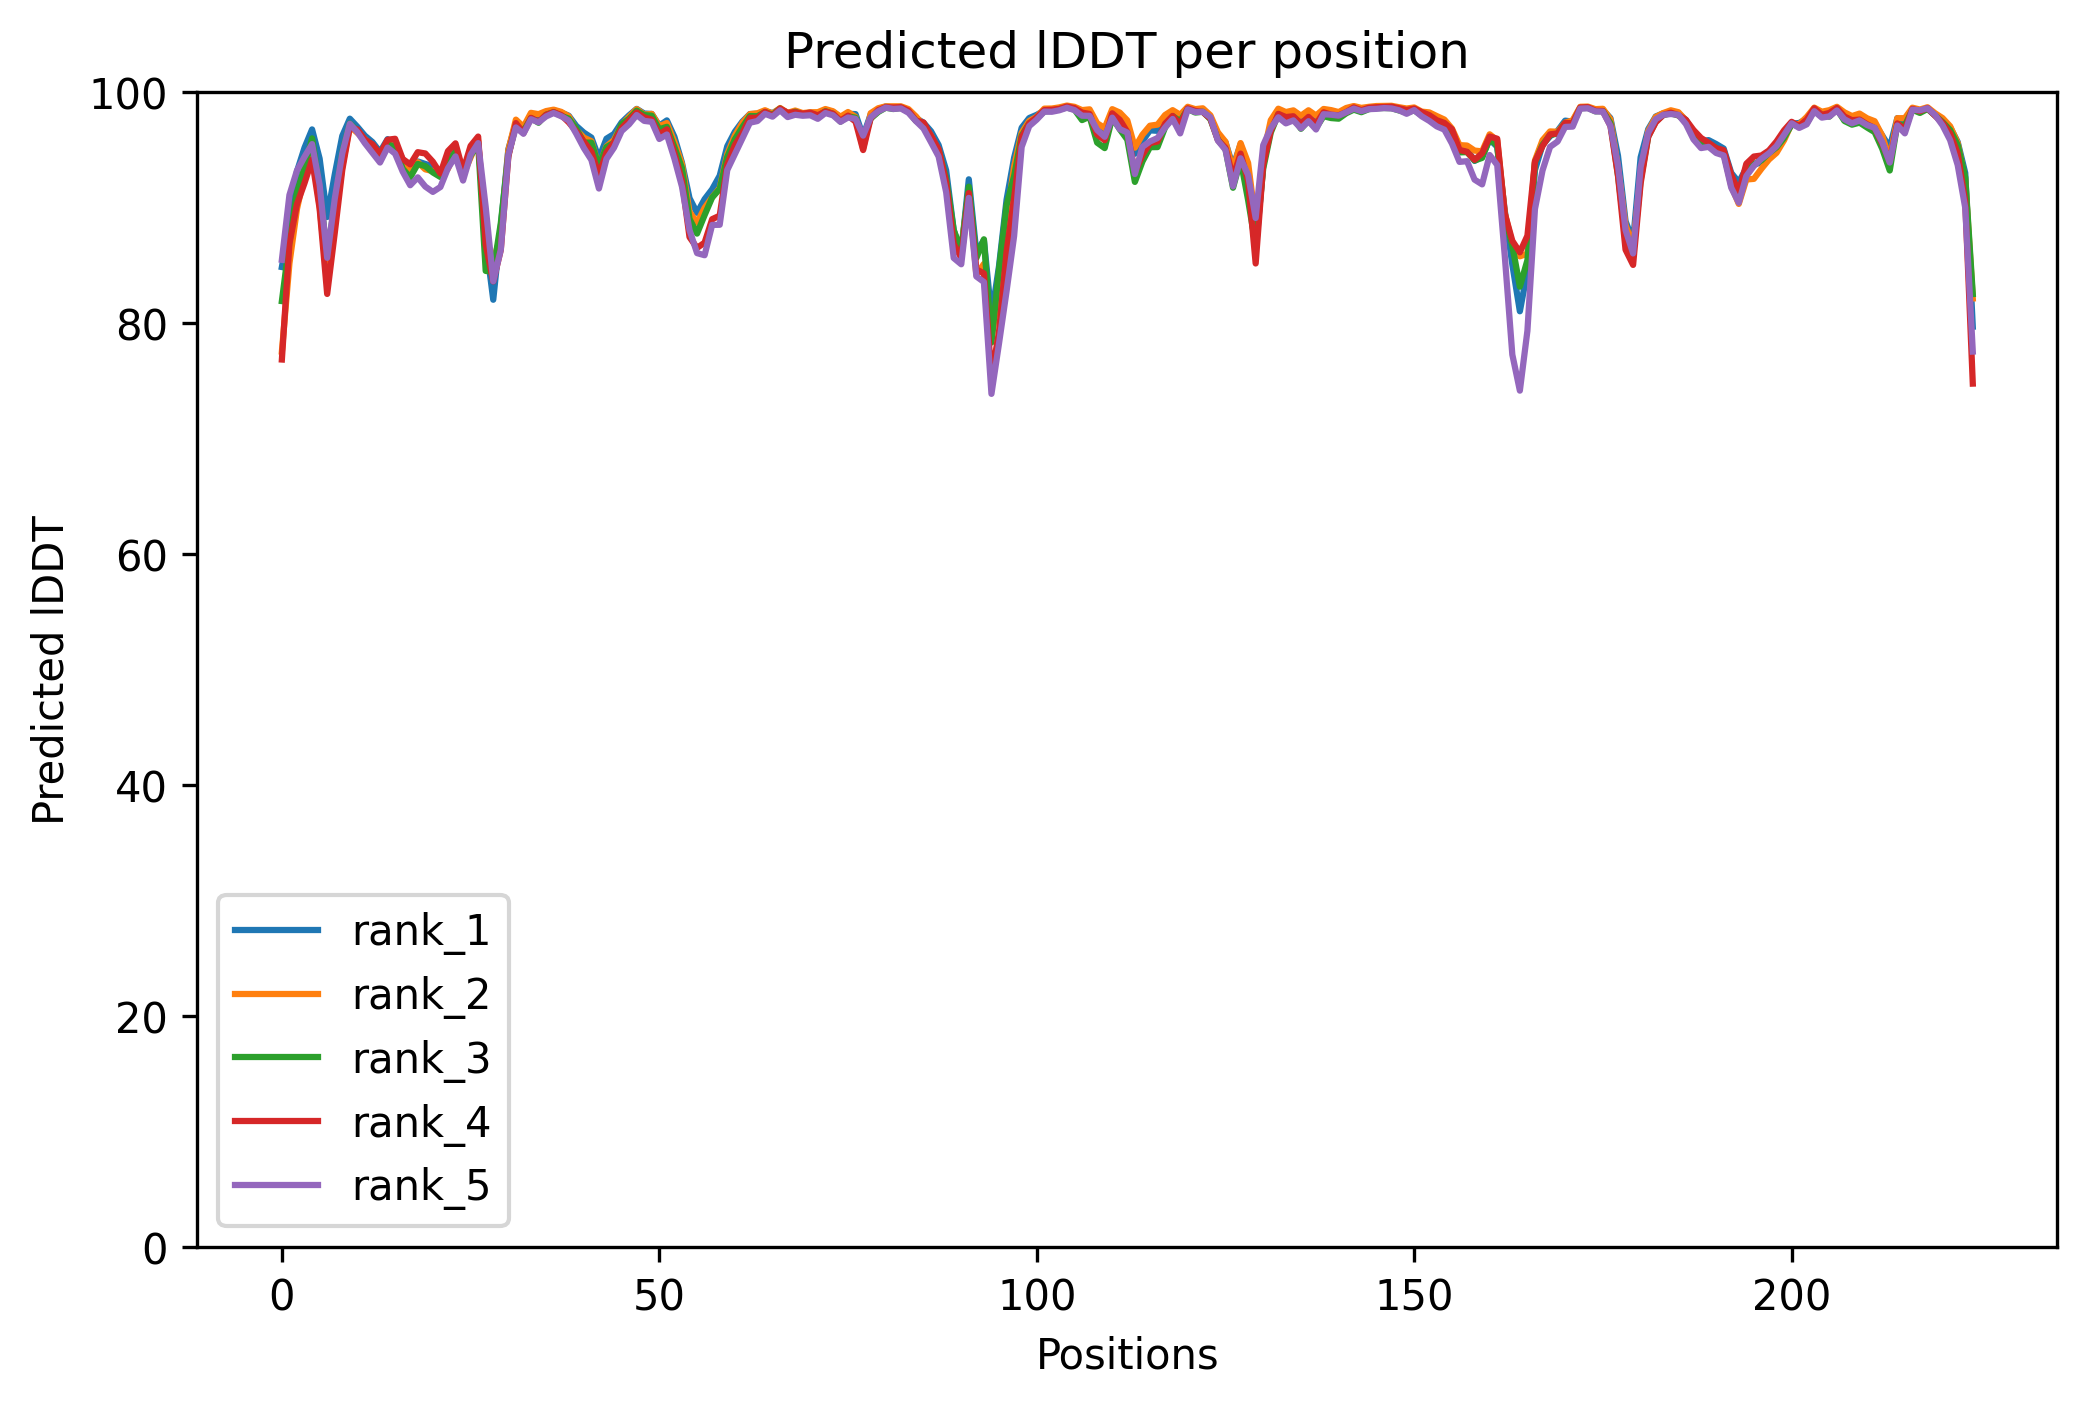 Predicted lDDT per position
100
80
60
40
20
0
Predicted lDDT
rank_1
rank_2
rank_3
rank_4
rank_5
0 50 100 150 200
Positions